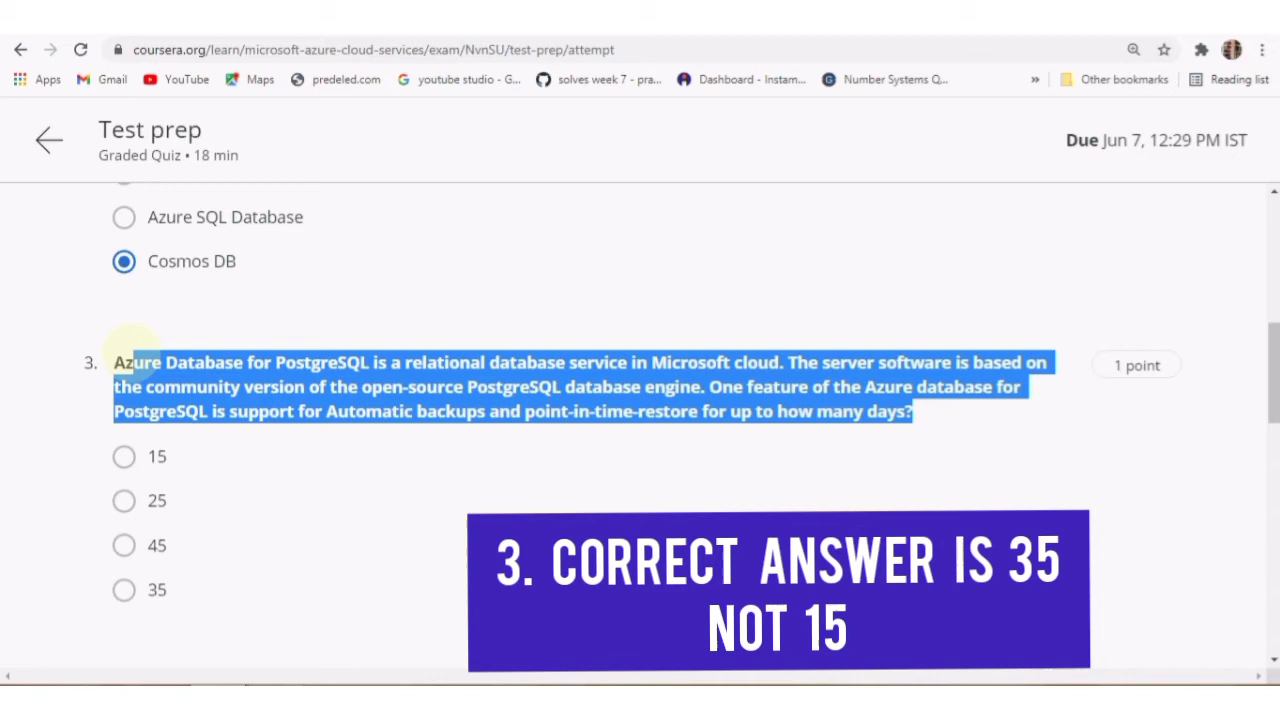 coursera.org/learn/microsoft-azure-cloud-services/exam/NvnSU/test-prep/attempt
Apps Gmail YouTube Maps predeled.com youtube studio - G... solves week 7 - pra... Dashboard - Instam... Number Systems Q... » Other bookmarks Reading list
Test prep
Graded Quiz • 18 min
Due Jun 7, 12:29 PM IST
Azure SQL Database
Cosmos DB
3. Azure Database for PostgreSQL is a relational database service in Microsoft cloud. The server software is based on 1 point
the community version of the open-source PostgreSQL database engine. One feature of the Azure database for
PostgreSQL is support for Automatic backups and point-in-time-restore for up to how many days?
15
25
45
35
3. CORRECT ANSWER IS 35
NOT 15